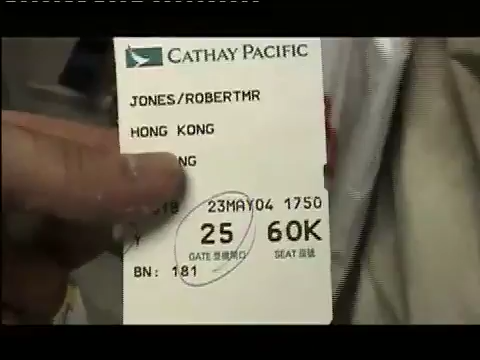 CATHAY PACIFIC
JONES/ROBERTMR
HONG KONG
NG
23MAY04 1750
Y 25 60K
GATE 登機閘口 SEAT 座號
BN: 181